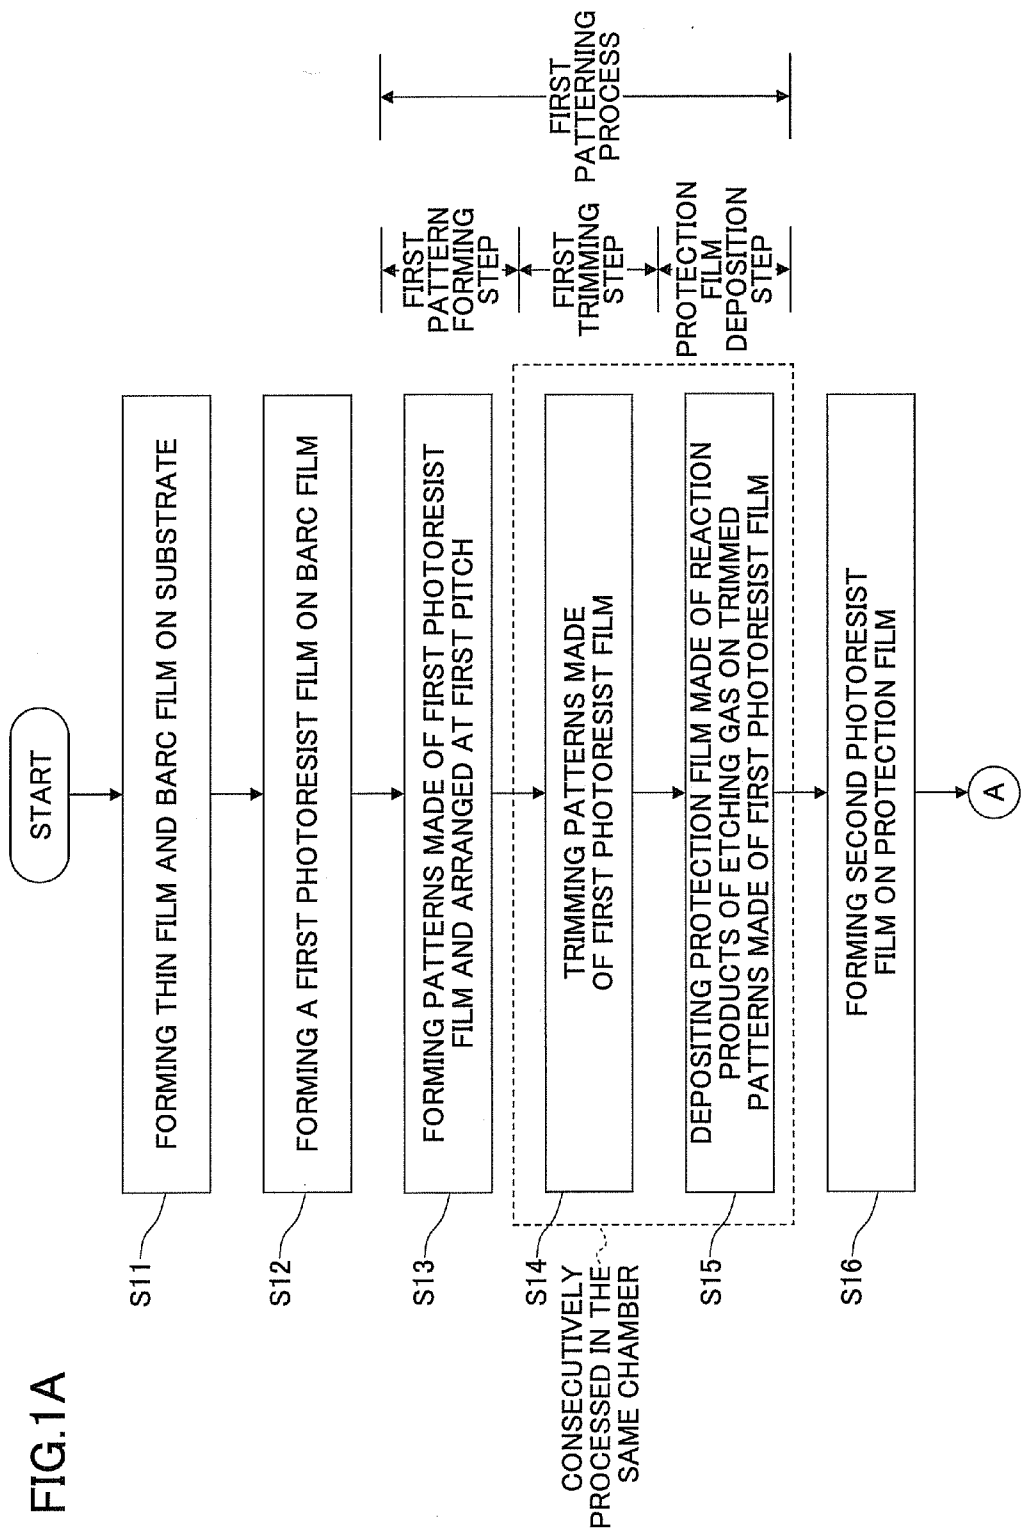 FIG.1A
START
S11
FORMING THIN FILM AND BARC FILM ON SUBSTRATE
S12
FORMING A FIRST PHOTORESIST FILM ON BARC FILM
S13
FORMING PATTERNS MADE OF FIRST PHOTORESIST
FILM AND ARRANGED AT FIRST PITCH
FIRST
PATTERN
FORMING
STEP
S14
TRIMMING PATTERNS MADE
OF FIRST PHOTORESIST FILM
FIRST
TRIMMING
STEP
FIRST
PATTERNING
PROCESS
CONSECUTIVELY
PROCESSED IN THE
SAME CHAMBER
S15
DEPOSITING PROTECTION FILM MADE OF REACTION
PRODUCTS OF ETCHING GAS ON TRIMMED
PATTERNS MADE OF FIRST PHOTORESIST FILM
PROTECTION
FILM
DEPOSITION
STEP
S16
FORMING SECOND PHOTORESIST
FILM ON PROTECTION FILM
A